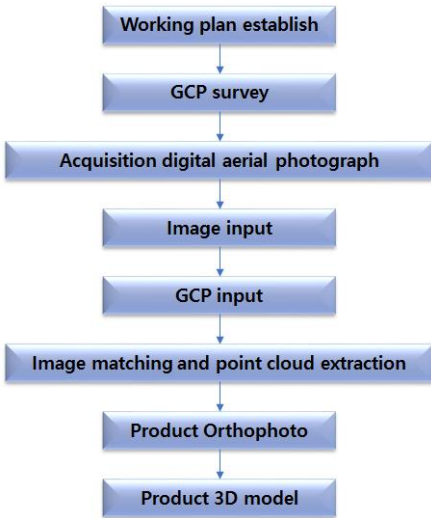 Working plan establish
GCP survey
Acquisition digital aerial photograph
Image input
GCP input
Image matching and point cloud extraction
Product Orthophoto
Product 3D model